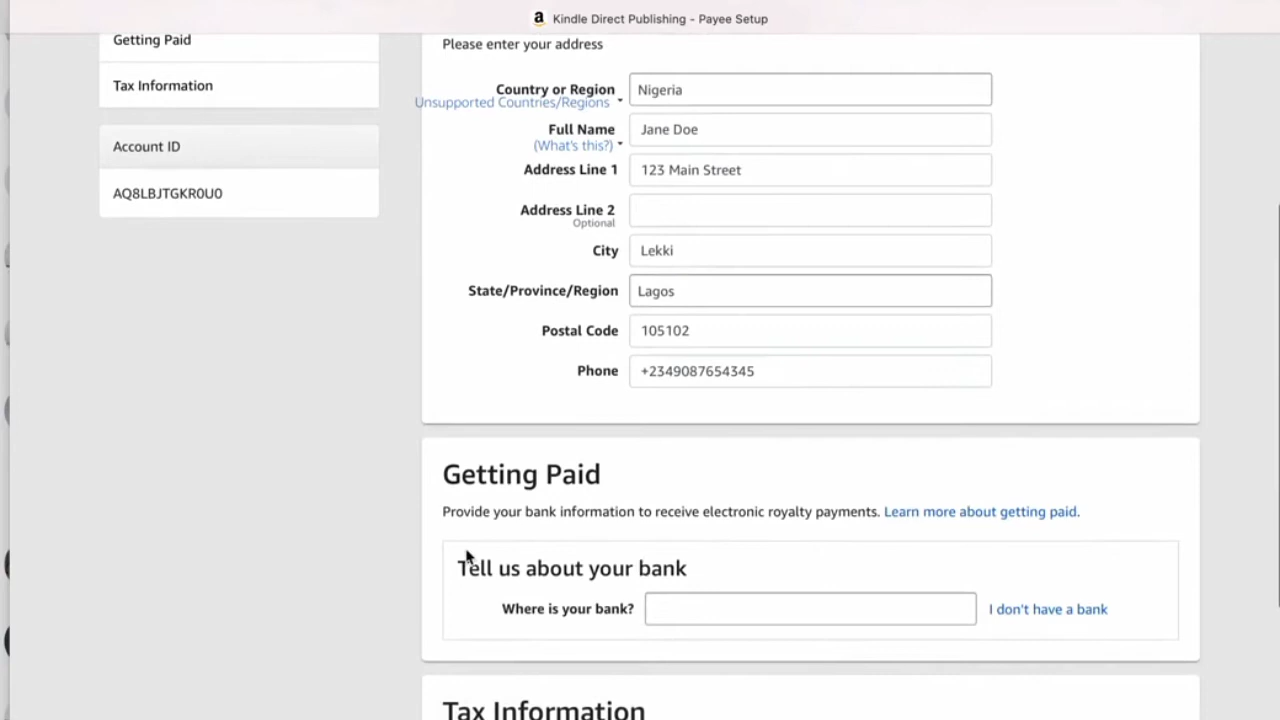 Kindle Direct Publishing - Payee Setup
Getting Paid
Tax Information
Account ID
AQ8LBJTGKR0U0
Please enter your address
Country or Region Nigeria
Unsupported Countries/Regions
Full Name Jane Doe
(What's this?)
Address Line 1 123 Main Street
Address Line 2
Optional
City Lekki
State/Province/Region Lagos
Postal Code 105102
Phone +2349087654345
Getting Paid
Provide your bank information to receive electronic royalty payments. Learn more about getting paid.
Tell us about your bank
Where is your bank? I don't have a bank
Tax Information